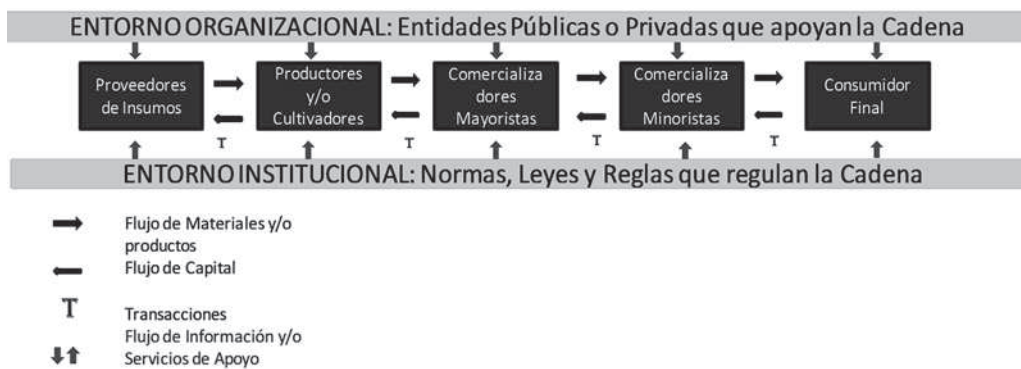 ENTORNO ORGANIZACIONAL: Entidades Públicas o Privadas que apoyan la Cadena
Proveedores
de Insumos
Productores
y/o
Cultivadores
Comercializa
dores
Mayoristas
Comercializa
dores
Minoristas
Consumidor
Final
T
T
T
T
ENTORNO INSTITUCIONAL: Normas, Leyes y Reglas que regulan la Cadena
Flujo de Materiales y/o
productos
Flujo de Capital
T
Transacciones
Flujo de Información y/o
Servicios de Apoyo